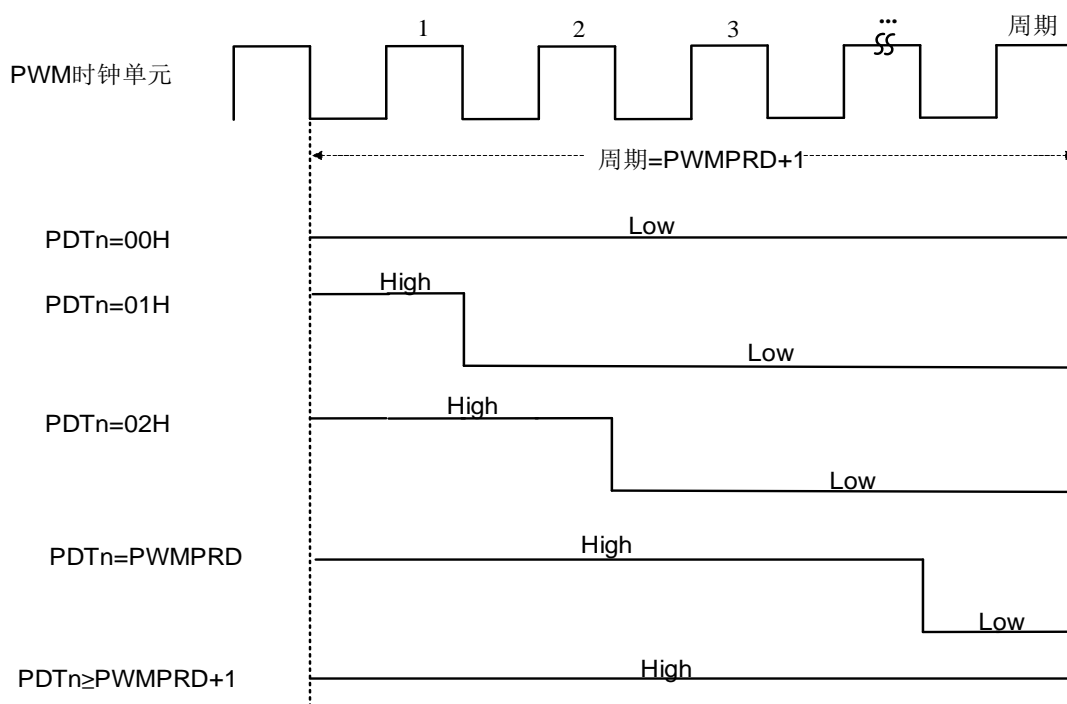 1
2
3
...
周期
PWM时钟单元
周期=PWMPRD+1
PDTn=00H
Low
PDTn=01H
High
Low
PDTn=02H
High
Low
PDTn=PWMPRD
High
Low
PDTn≥PWMPRD+1
High